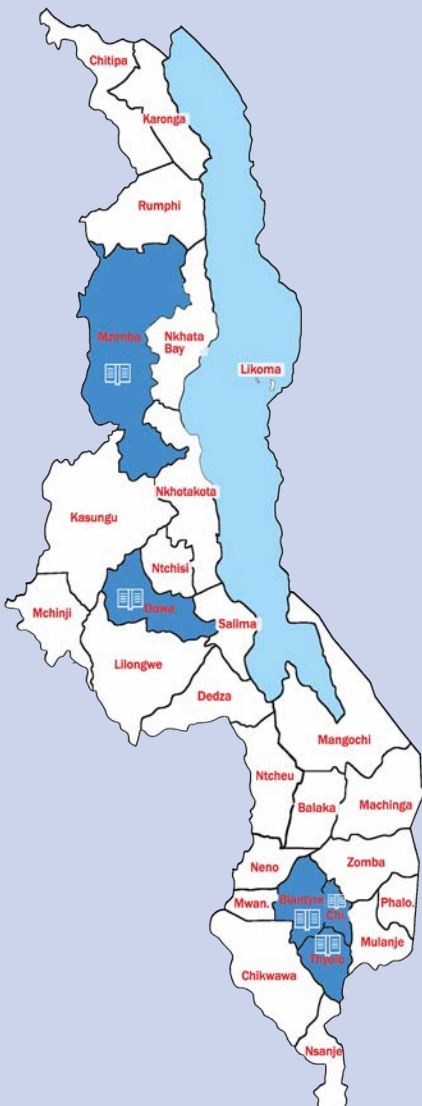 Chitipa
Karonga
Rumphi
Mzimba
Nkhata
Bay
Likoma
Nkhotakota
Kasungu
Ntchisi
Dowa
Mchinji
Salima
Lilongwe
Dedza
Mangochi
Ntcheu
Balaka
Machinga
Neno
Zomba
Blantyre
Mwan.
Chi
Phalo.
Mulanje
Thyolo
Chikwawa
Nsanje